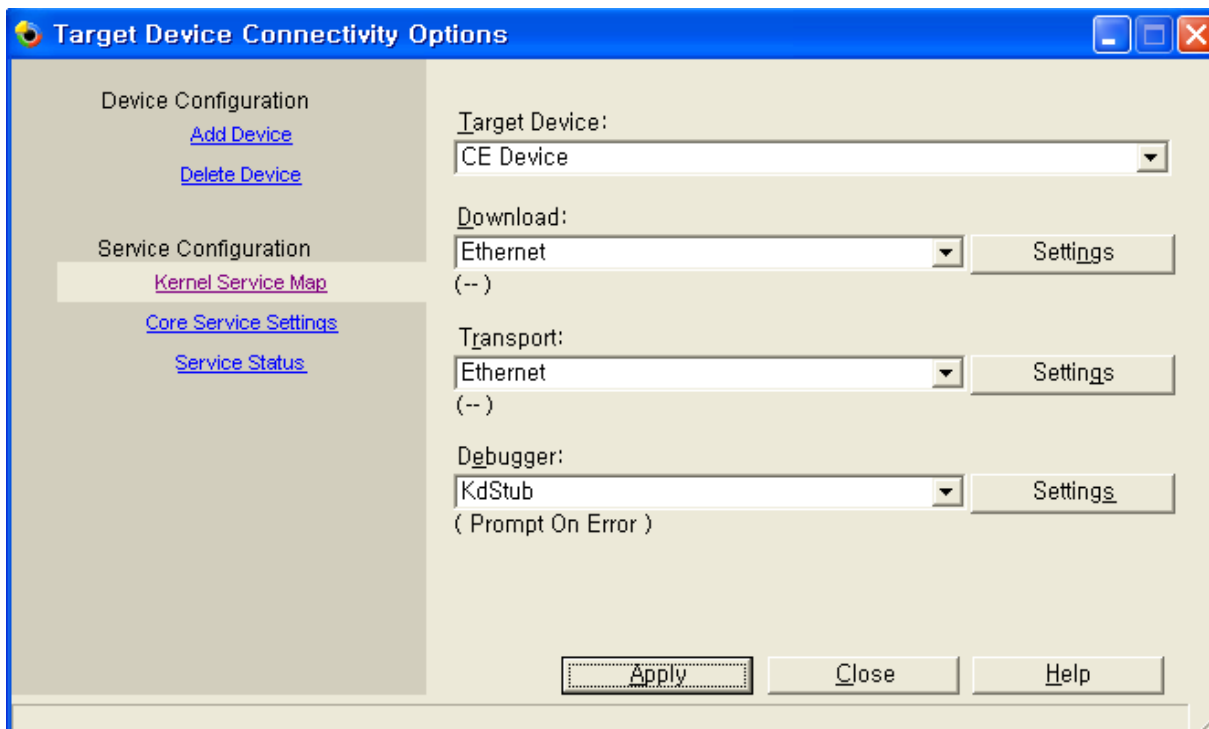 Target Device Connectivity Options
Device Configuration
Add Device
Delete Device
Service Configuration
Kernel Service Map
Core Service Settings
Service Status
Target Device:
CE Device
Download:
Ethernet
Settings
(-- )
Transport:
Ethernet
Settings
(-- )
Debugger:
KdStub
Settings
( Prompt On Error )
Apply
Close
Help